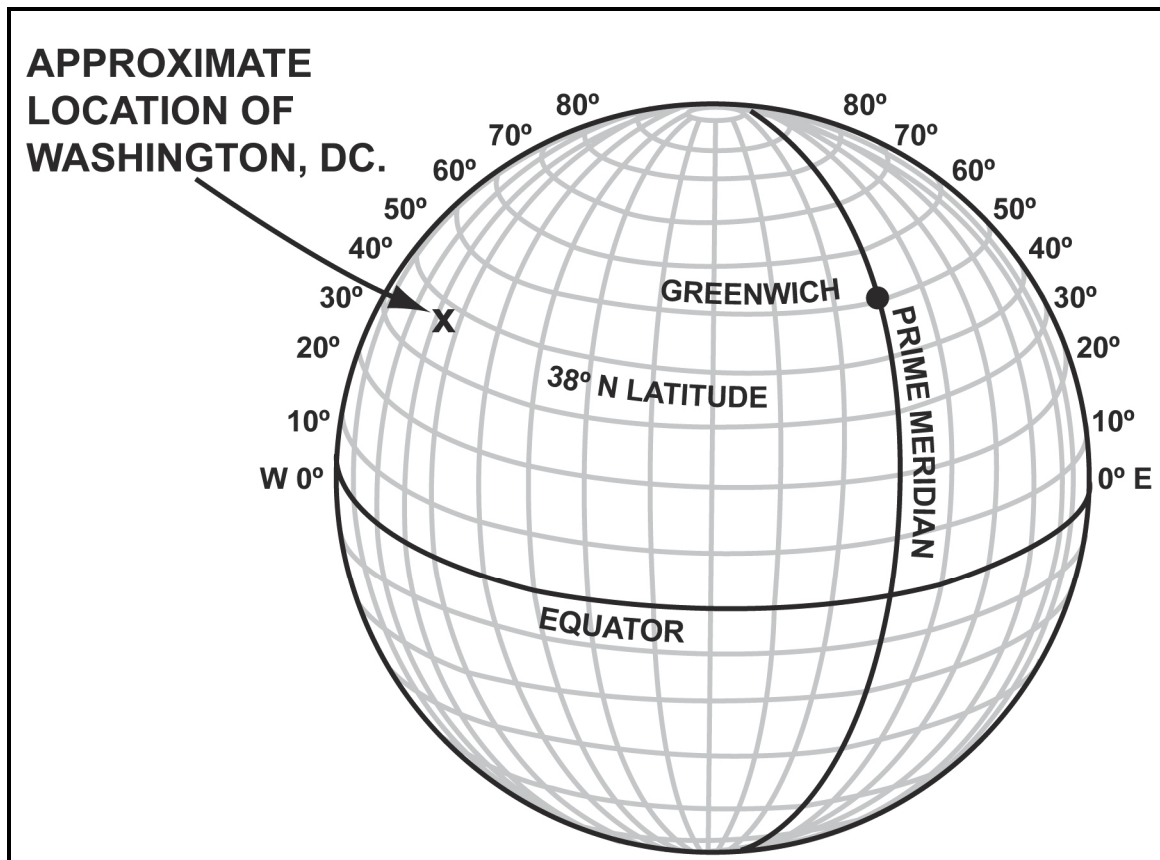 APPROXIMATE
LOCATION OF
WASHINGTON, DC.
80º
80º
70º
70º
60º
60º
50º
50º
40º
40º
30º
30º
20º
20º
10º
10º
W 0º
0º E
GREENWICH
PRIME MERIDIAN
X
38º N LATITUDE
EQUATOR